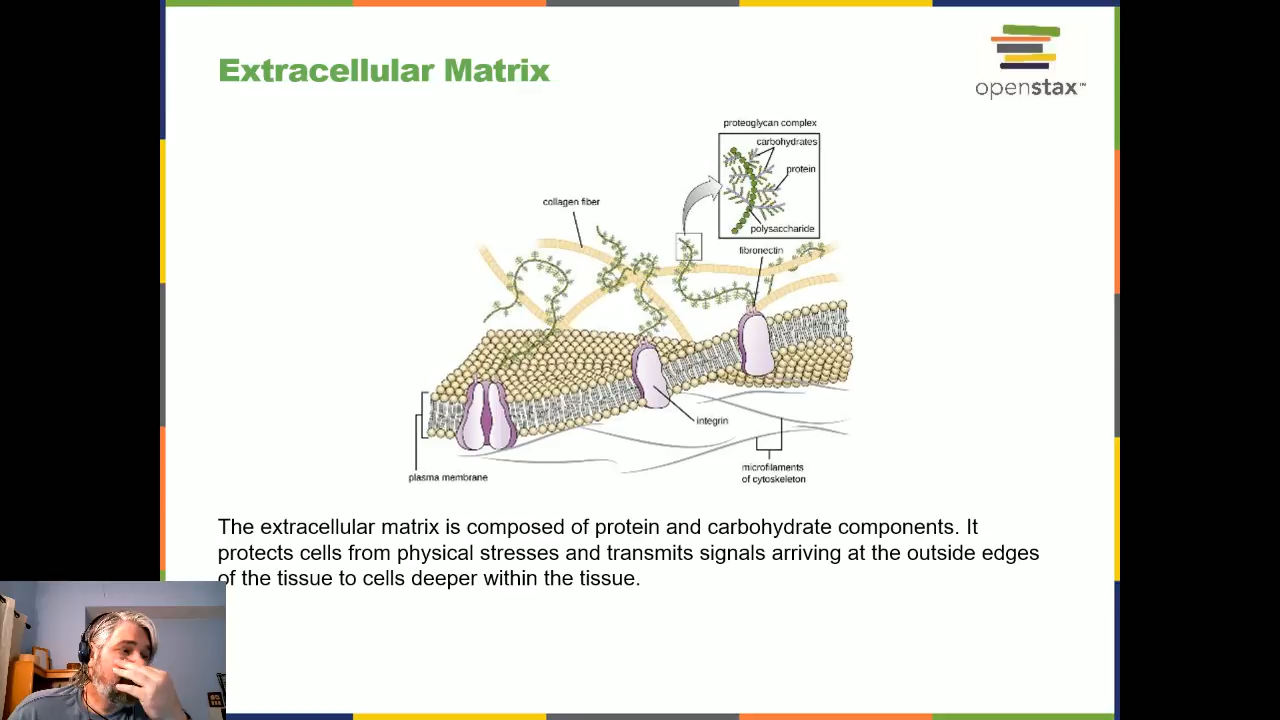 Extracellular Matrix
openstax™
proteoglycan complex
carbohydrates
protein
polysaccharide
collagen fiber
fibronectin
integrin
plasma membrane
microfilaments
of cytoskeleton
The extracellular matrix is composed of protein and carbohydrate components. It
protects cells from physical stresses and transmits signals arriving at the outside edges
of the tissue to cells deeper within the tissue.